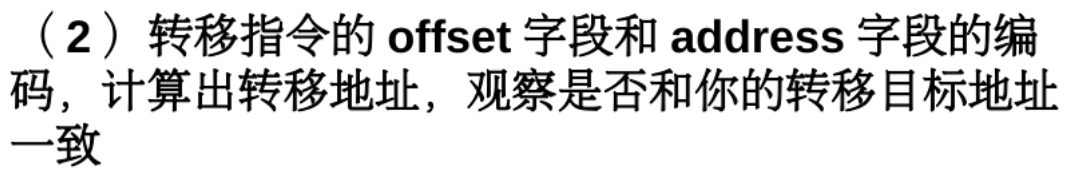 （2）转移指令的 offset 字段和 address 字段的编
码，计算出转移地址，观察是否和你的转移目标地址
一致